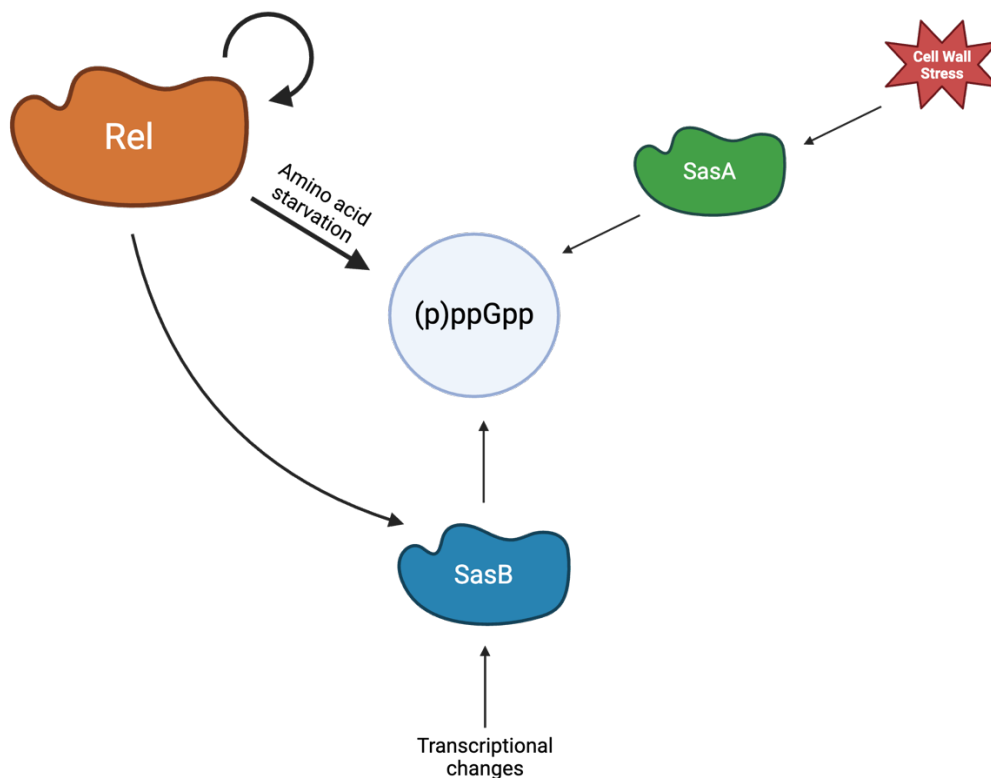 Cell Wall
Stress
Rel
SasA
Amino acid
starvation
(p)ppGpp
SasB
Transcriptional
changes